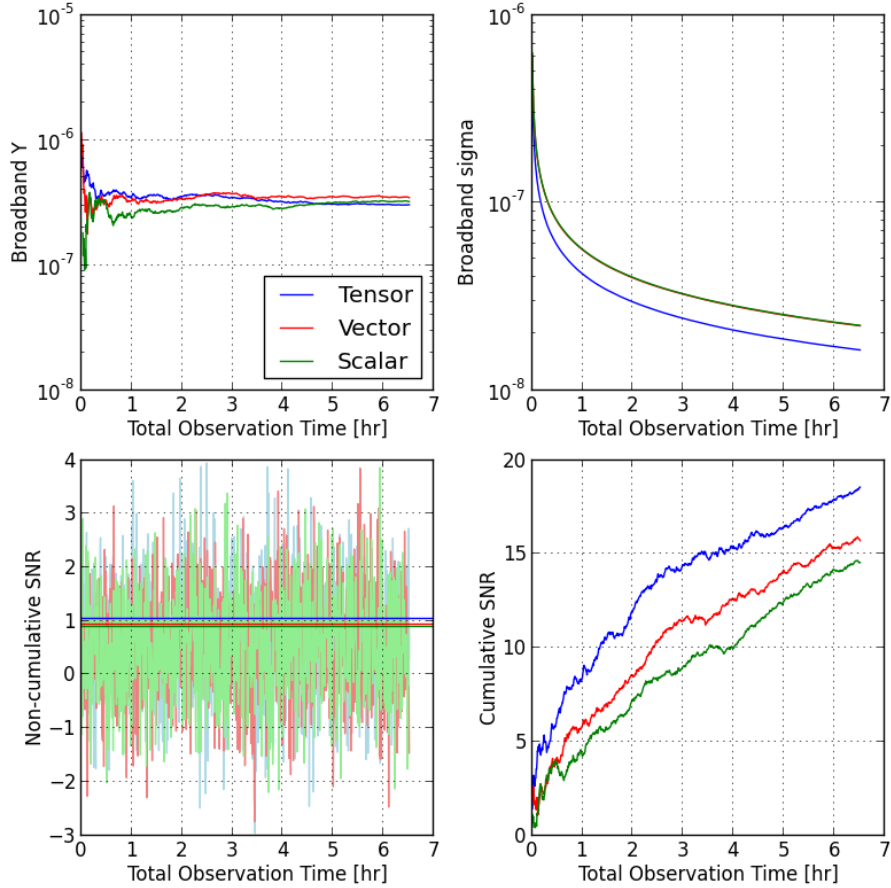 10^-5
10^-6
10^-7
10^-8
Broadband Y
Tensor
Vector
Scalar
0 1 2 3 4 5 6 7
Total Observation Time [hr]
10^-6
10^-7
10^-8
Broadband sigma
0 1 2 3 4 5 6 7
Total Observation Time [hr]
4
3
2
1
0
−1
−2
−3
Non-cumulative SNR
0 1 2 3 4 5 6 7
Total Observation Time [hr]
20
15
10
5
0
Cumulative SNR
0 1 2 3 4 5 6 7
Total Observation Time [hr]